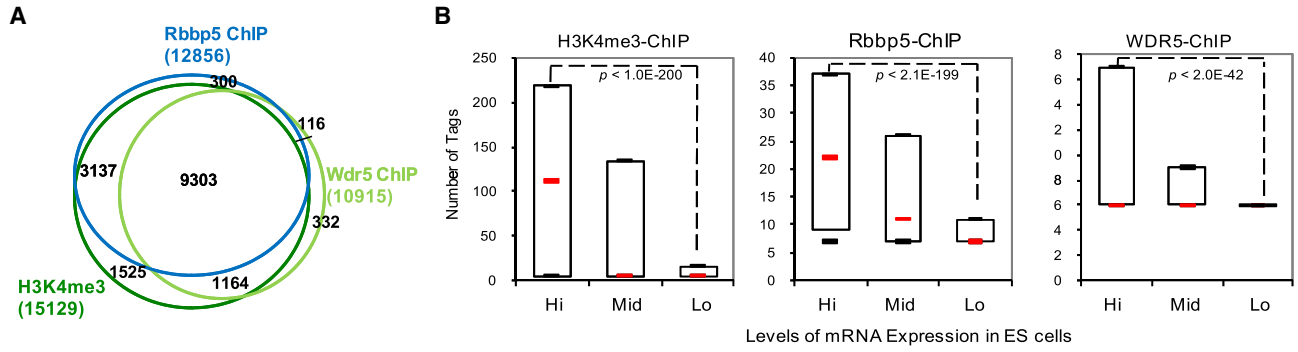 A
Rbbp5 ChIP
(12856)
300
116
3137
9303
Wdr5 ChIP
(10915)
332
1525
1164
H3K4me3
(15129)
B
H3K4me3-ChIP
Number of Tags
250
200
150
100
50
0
p < 1.0E-200
Hi Mid Lo
Rbbp5-ChIP
40
35
30
25
20
15
10
5
0
p < 2.1E-199
Hi Mid Lo
WDR5-ChIP
8
6
4
2
0
8
6
4
2
0
p < 2.0E-42
Hi Mid Lo
Levels of mRNA Expression in ES cells